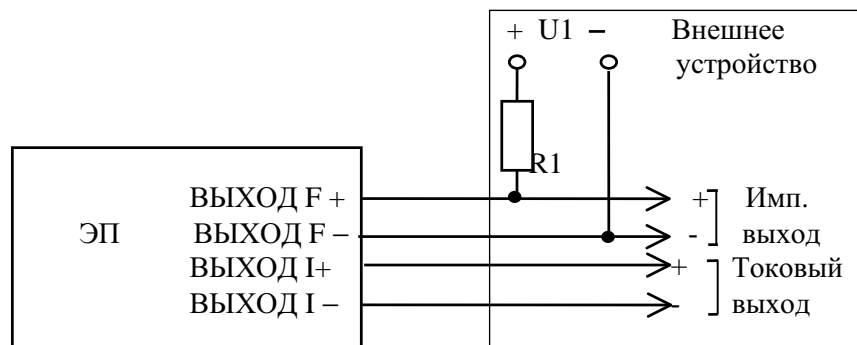 + U1 − Внешнее
устройство
R1
ВЫХОД F + + Имп.
ЭП ВЫХОД F − - выход
ВЫХОД I+ + Токовый
ВЫХОД I − - выход